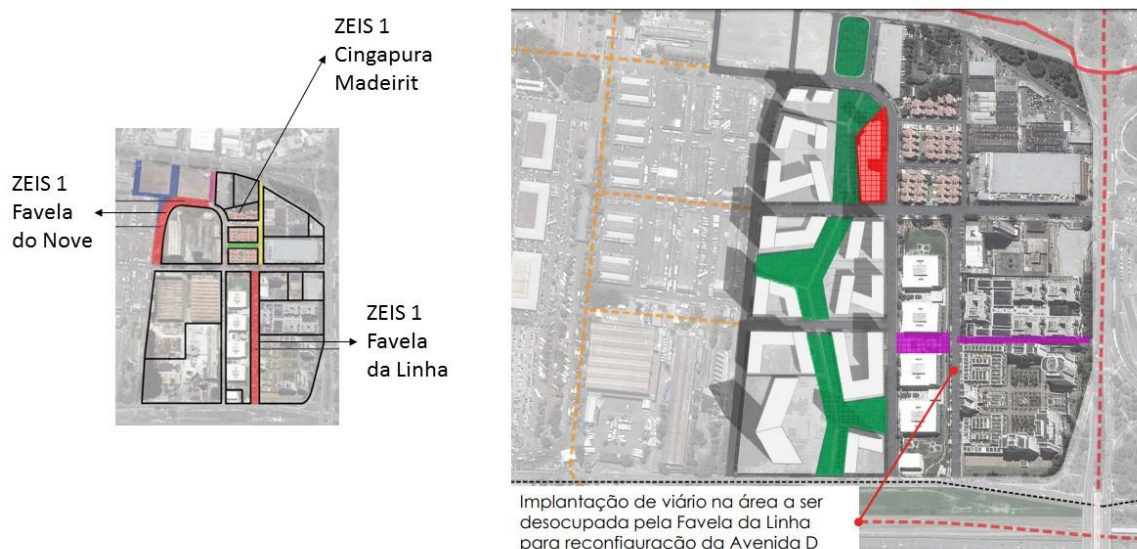 ZEIS 1
Cingapura
Madeirit
ZEIS 1
Favela
do Nove
ZEIS 1
Favela
da Linha
Implantação de viário na área a ser
desocupada pela Favela da Linha
para reconfiguração da Avenida D